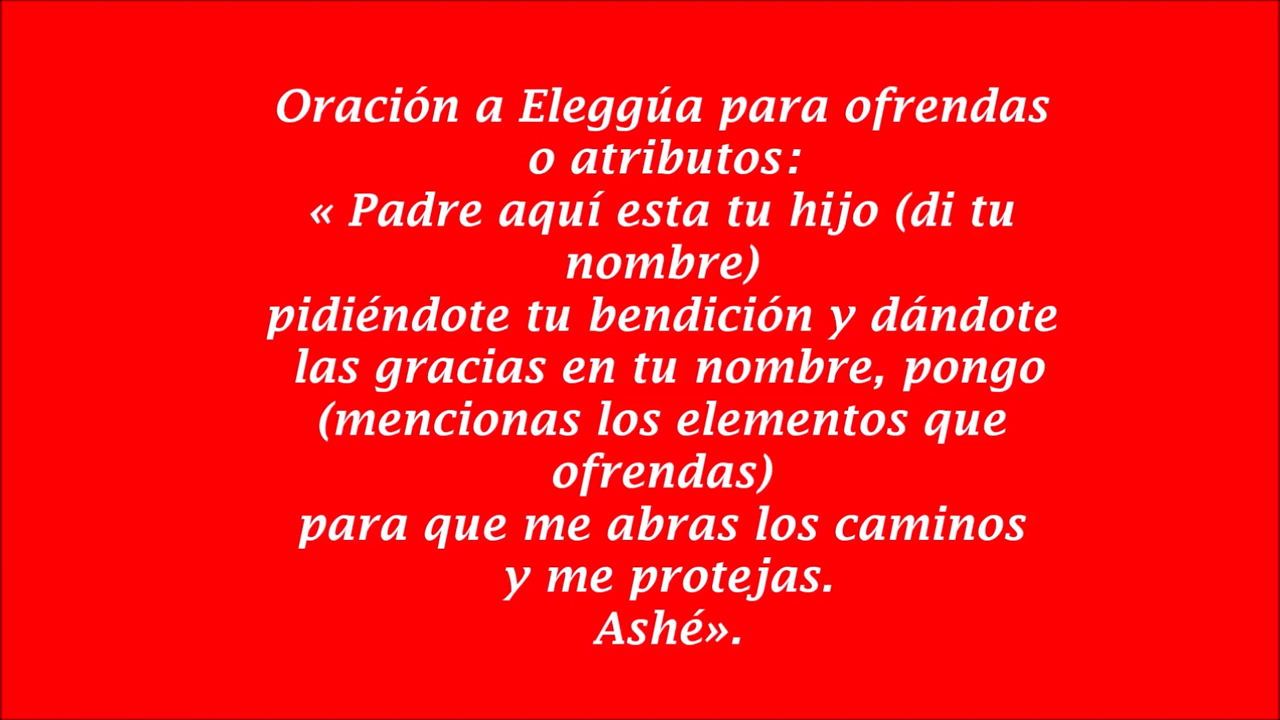 Oración a Eleggúa para ofrendas
o atributos:
« Padre aquí esta tu hijo (di tu
nombre)
pidiéndote tu bendición y dándote
las gracias en tu nombre, pongo
(mencionas los elementos que
ofrendas)
para que me abras los caminos
y me protejas.
Ashé».